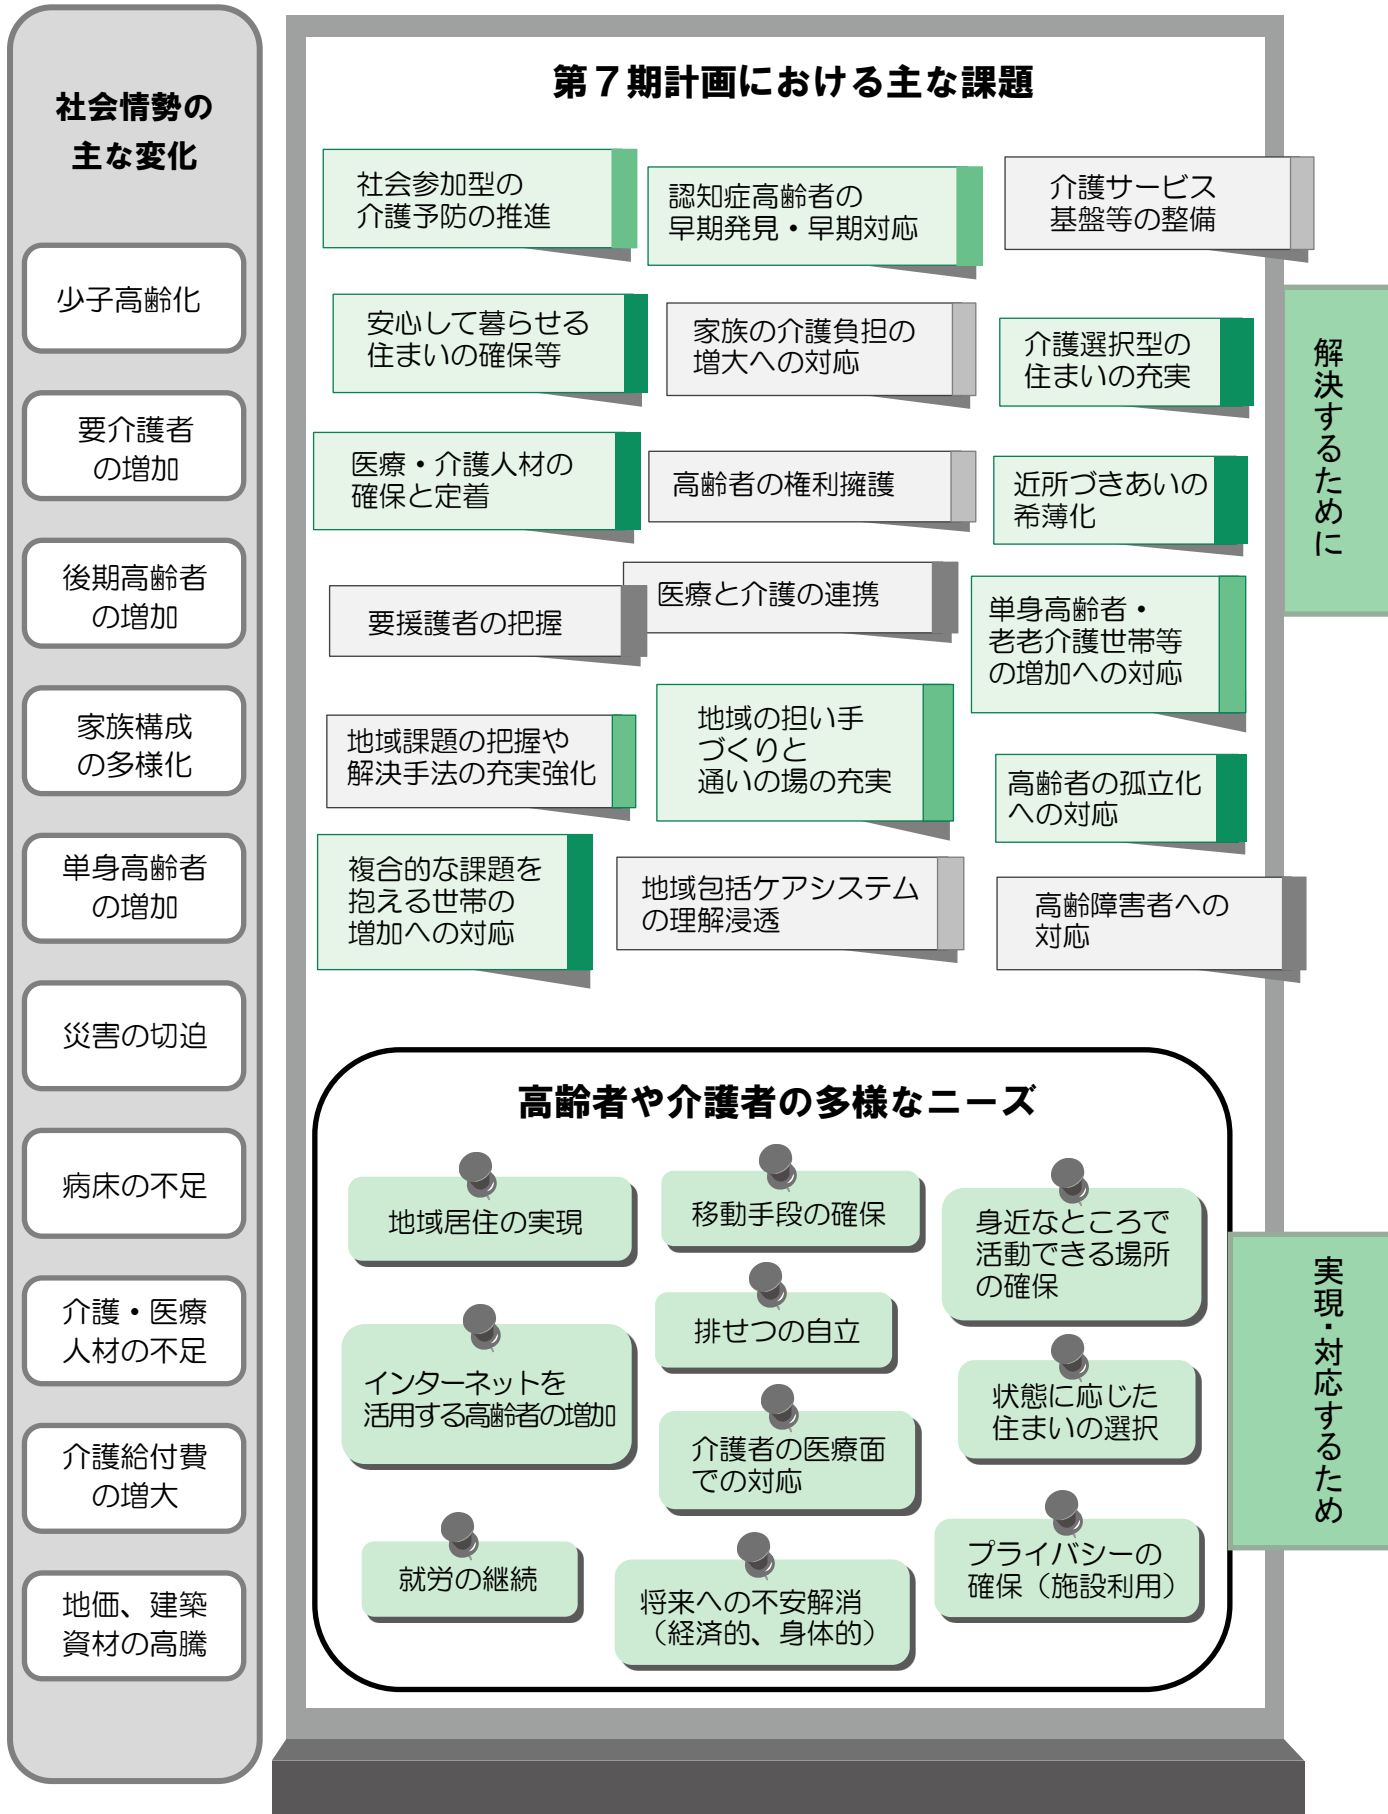 社会情勢の
主な変化
少子高齢化
要介護者
の増加
後期高齢者
の増加
家族構成
の多様化
単身高齢者
の増加
災害の切迫
病床の不足
介護・医療
人材の不足
介護給付費
の増大
地価、建築
資材の高騰
第７期計画における主な課題
社会参加型の
介護予防の推進
認知症高齢者の
早期発見・早期対応
介護サービス
基盤等の整備
安心して暮らせる
住まいの確保等
家族の介護負担の
増大への対応
介護選択型の
住まいの充実
医療・介護人材の
確保と定着
高齢者の権利擁護
近所づきあいの
希薄化
要援護者の把握
医療と介護の連携
単身高齢者・
老老介護世帯等
の増加への対応
地域課題の把握や
解決手法の充実強化
地域の担い手
づくりと
通いの場の充実
高齢者の孤立化
への対応
複合的な課題を
抱える世帯の
増加への対応
地域包括ケアシステム
の理解浸透
高齢障害者への
対応
解決するために
高齢者や介護者の多様なニーズ
地域居住の実現
移動手段の確保
身近なところで
活動できる場所
の確保
インターネットを
活用する高齢者の増加
排せつの自立
状態に応じた
住まいの選択
介護者の医療面
での対応
就労の継続
将来への不安解消
（経済的、身体的）
プライバシーの
確保（施設利用）
実現・対応するため